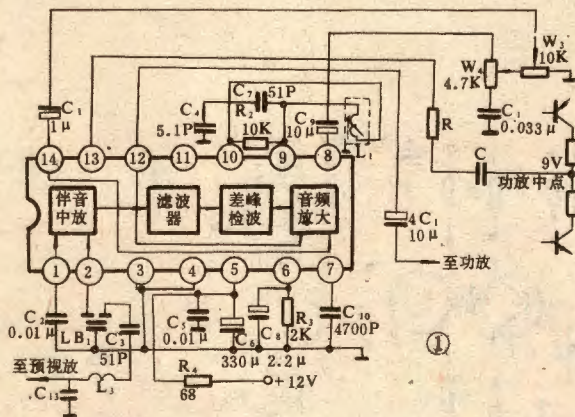 C₁
1μ
C₄
5.1P
C₇
51P
R₂
10K
C₉
10μ
L₁
W₄
4.7K
W₃
10K
C₁
0.033μ
R
C
9V
功放中点
14 13 12 11 10 9 8
4C₁
10μ
至功放
伴音
中放
滤波
器
差峰
检波
音频
放大
1 2 3 4 5 6 7
C₂
0.01μ
LB₁
C₃
51P
C₅
0.01μ
C₆
330μ
C₈
2.2μ
R₃
2K
C₁₀
4700P
R₄
68
+12V
至预视放
L₃
C₁₃
①